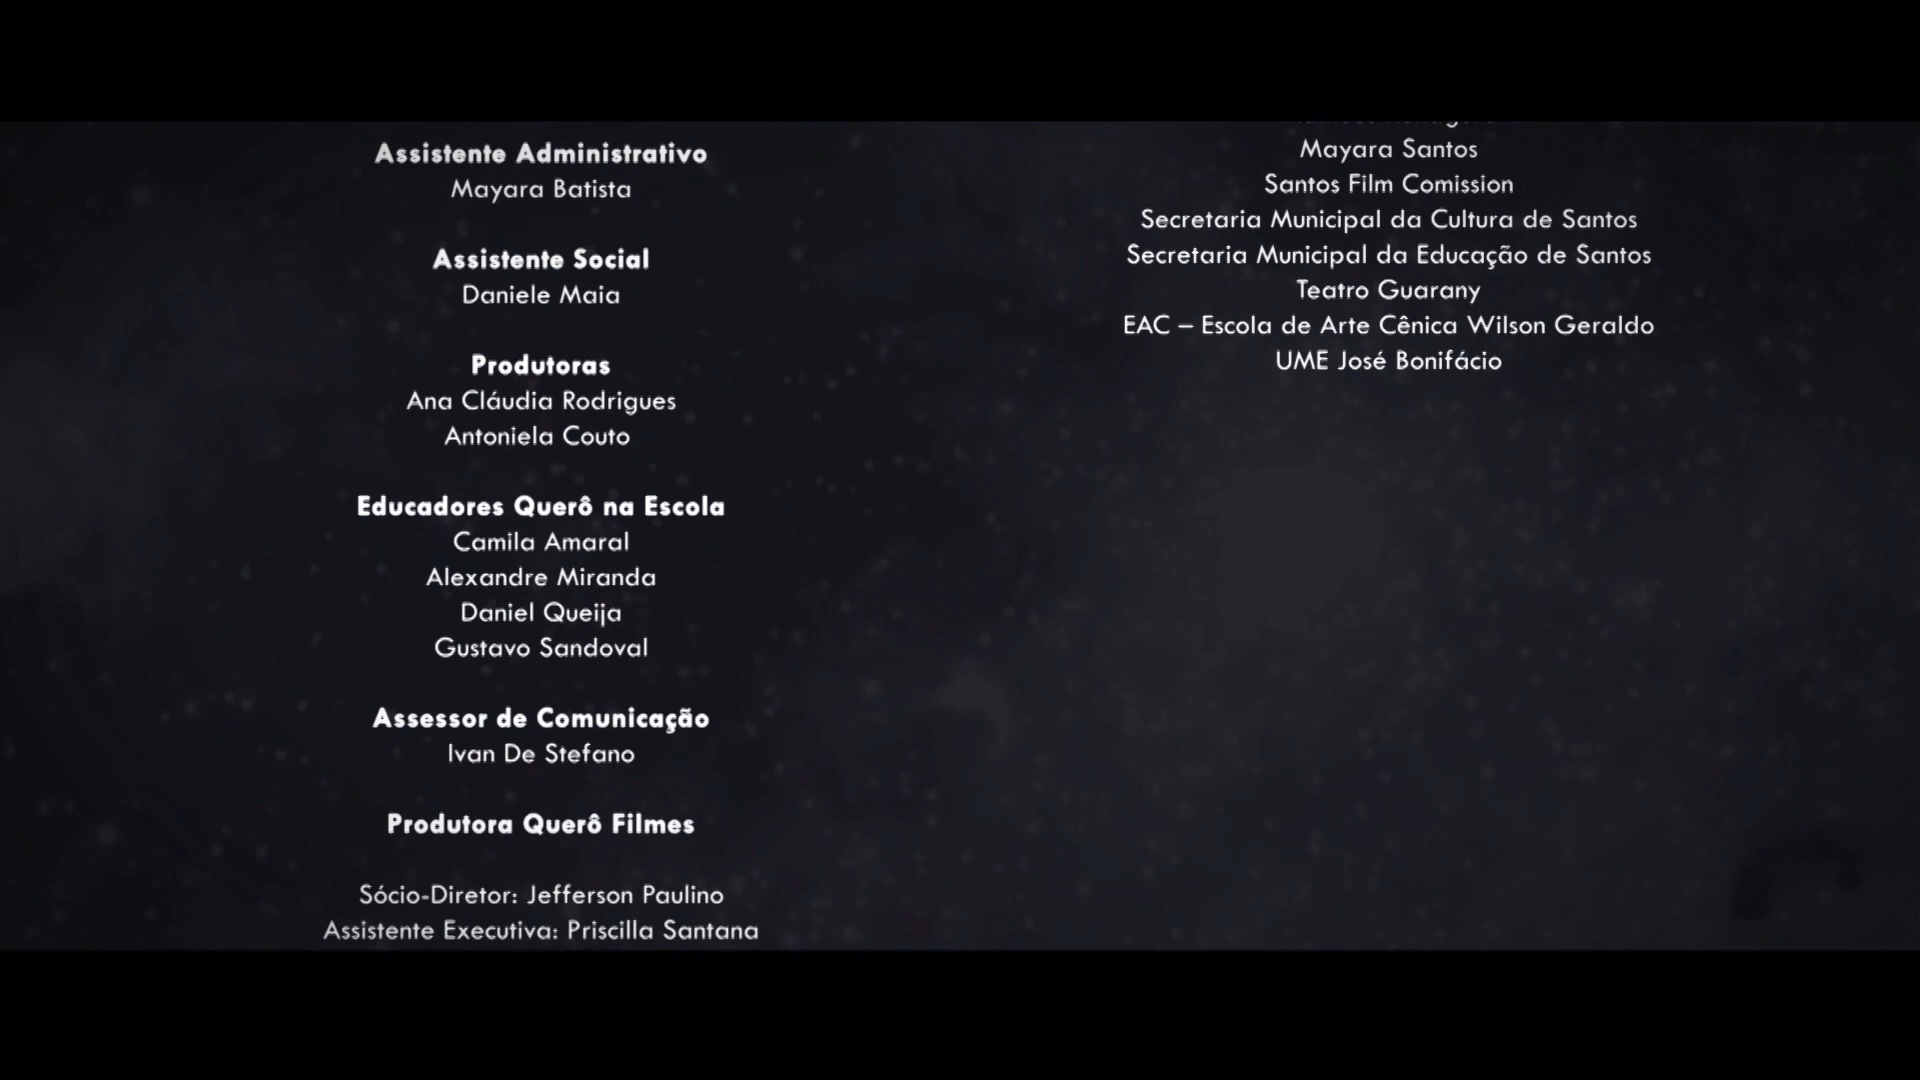 Assistente Administrativo
Mayara Batista
Assistente Social
Daniele Maia
Produtoras
Ana Cláudia Rodrigues
Antoniela Couto
Educadores Querô na Escola
Camila Amaral
Alexandre Miranda
Daniel Queija
Gustavo Sandoval
Assessor de Comunicação
Ivan De Stefano
Produtora Querô Filmes
Sócio-Diretor: Jefferson Paulino
Assistente Executiva: Priscilla Santana
Mayara Santos
Santos Film Comission
Secretaria Municipal da Cultura de Santos
Secretaria Municipal da Educação de Santos
Teatro Guarany
EAC – Escola de Arte Cênica Wilson Geraldo
UME José Bonifácio